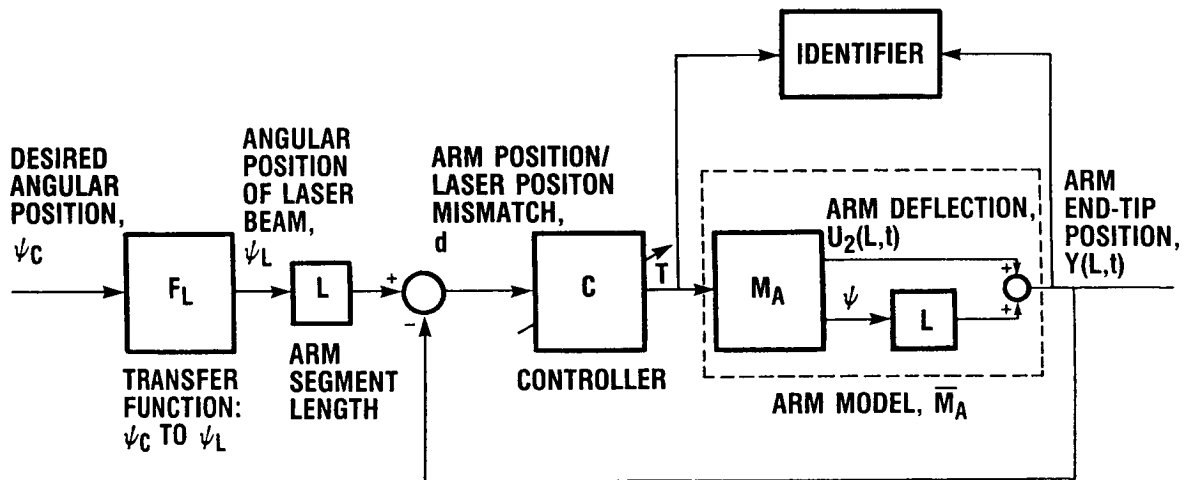 IDENTIFIER
DESIRED
ANGULAR
POSITION,
ψC
ANGULAR
POSITION
OF LASER
BEAM,
ψL
ARM POSITION/
LASER POSITON
MISMATCH,
d
ARM DEFLECTION,
U2(L,t)
ARM
END-TIP
POSITION,
Y(L,t)
FL
L
+
-
C
T
MA
ψ
L
+
+
TRANSFER
FUNCTION:
ψC TO ψL
ARM
SEGMENT
LENGTH
CONTROLLER
ARM MODEL, M̅A